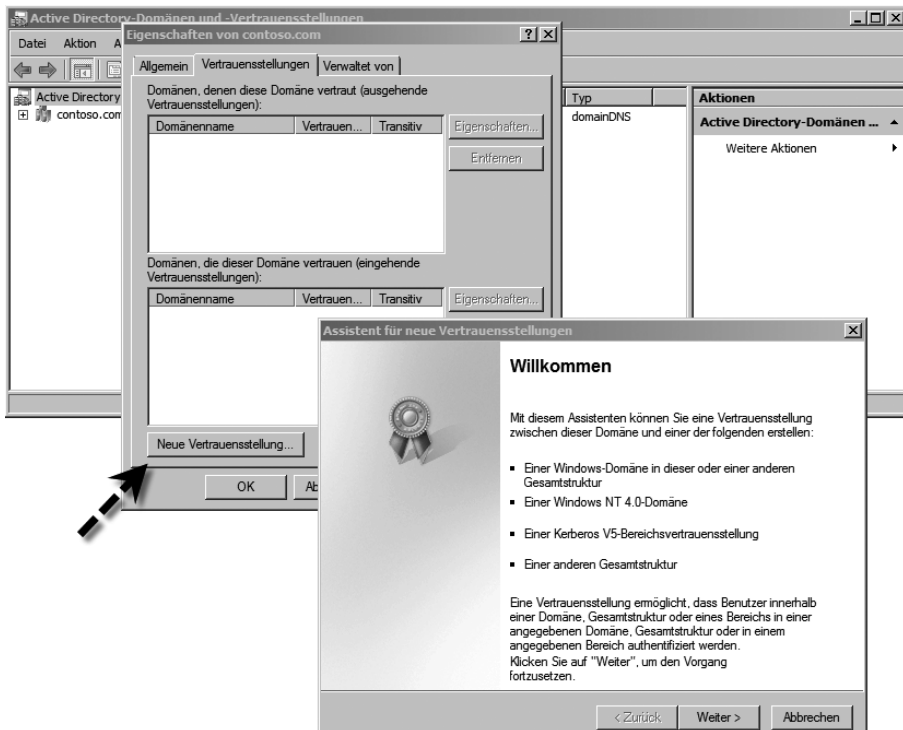 Active Directory-Domänen und -Vertrauensstellungen
Datei Aktion A
Active Directory
contoso.com
Typ
domainDNS
Aktionen
Active Directory-Domänen ...
Weitere Aktionen
Eigenschaften von contoso.com
Allgemein Vertrauensstellungen Verwaltet von
Domänen, denen diese Domäne vertraut (ausgehende
Vertrauensstellungen):
Domänenname Vertrauen... Transitiv
Eigenschaften...
Entfernen
Domänen, die dieser Domäne vertrauen (eingehende
Vertrauensstellungen):
Domänenname Vertrauen... Transitiv
Eigenschaften...
Neue Vertrauensstellung...
OK Ab
Assistent für neue Vertrauensstellungen
Willkommen
Mit diesem Assistenten können Sie eine Vertrauensstellung
zwischen dieser Domäne und einer der folgenden erstellen:
▪ Einer Windows-Domäne in dieser oder einer anderen
Gesamtstruktur
▪ Einer Windows NT 4.0-Domäne
▪ Einer Kerberos V5-Bereichsvertrauensstellung
▪ Einer anderen Gesamtstruktur
Eine Vertrauensstellung ermöglicht, dass Benutzer innerhalb
einer Domäne, Gesamtstruktur oder eines Bereichs in einer
angegebenen Domäne, Gesamtstruktur oder in einem
angegebenen Bereich authentifiziert werden.
Klicken Sie auf "Weiter", um den Vorgang
fortzusetzen.
< Zurück Weiter > Abbrechen